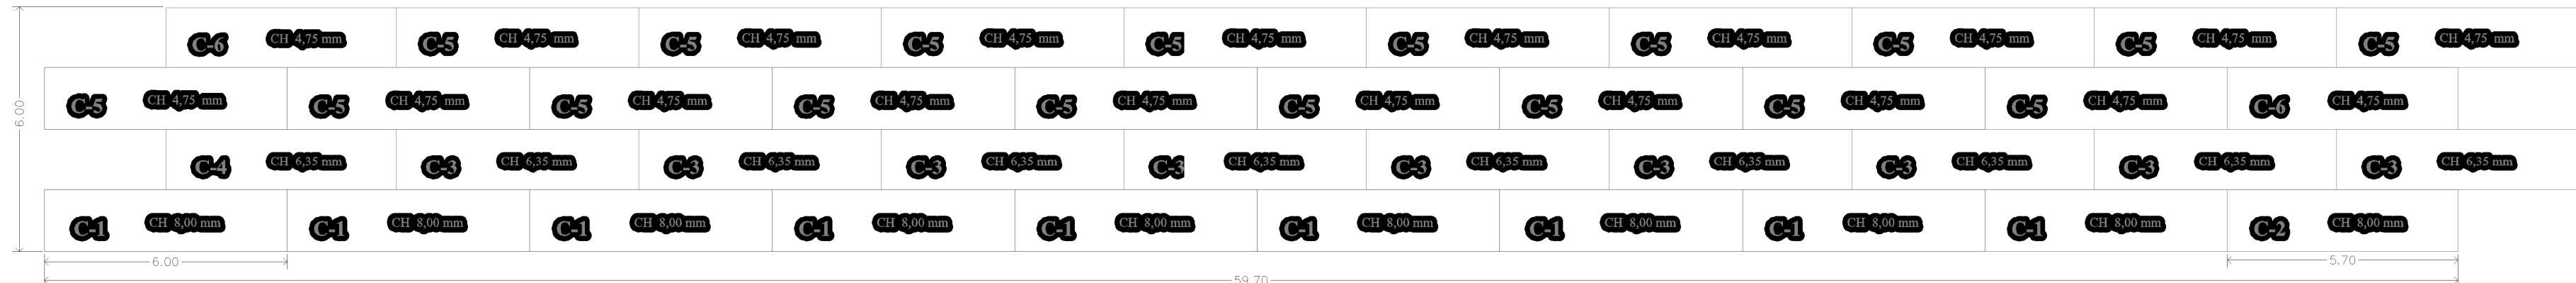 C-6 CH 4,75 mm C-5 CH 4,75 mm C-5 CH 4,75 mm C-5 CH 4,75 mm C-5 CH 4,75 mm C-5 CH 4,75 mm C-5 CH 4,75 mm C-5 CH 4,75 mm C-5 CH 4,75 mm C-5 CH 4,75 mm
C-5 CH 4,75 mm C-5 CH 4,75 mm C-5 CH 4,75 mm C-5 CH 4,75 mm C-5 CH 4,75 mm C-5 CH 4,75 mm C-5 CH 4,75 mm C-5 CH 4,75 mm C-5 CH 4,75 mm C-6 CH 4,75 mm
6.00
C-4 CH 6,35 mm C-3 CH 6,35 mm C-3 CH 6,35 mm C-3 CH 6,35 mm C-3 CH 6,35 mm C-3 CH 6,35 mm C-3 CH 6,35 mm C-3 CH 6,35 mm C-3 CH 6,35 mm C-3 CH 6,35 mm
C-1 CH 8,00 mm C-1 CH 8,00 mm C-1 CH 8,00 mm C-1 CH 8,00 mm C-1 CH 8,00 mm C-1 CH 8,00 mm C-1 CH 8,00 mm C-1 CH 8,00 mm C-1 CH 8,00 mm C-2 CH 8,00 mm
6.00 5.70
59.70